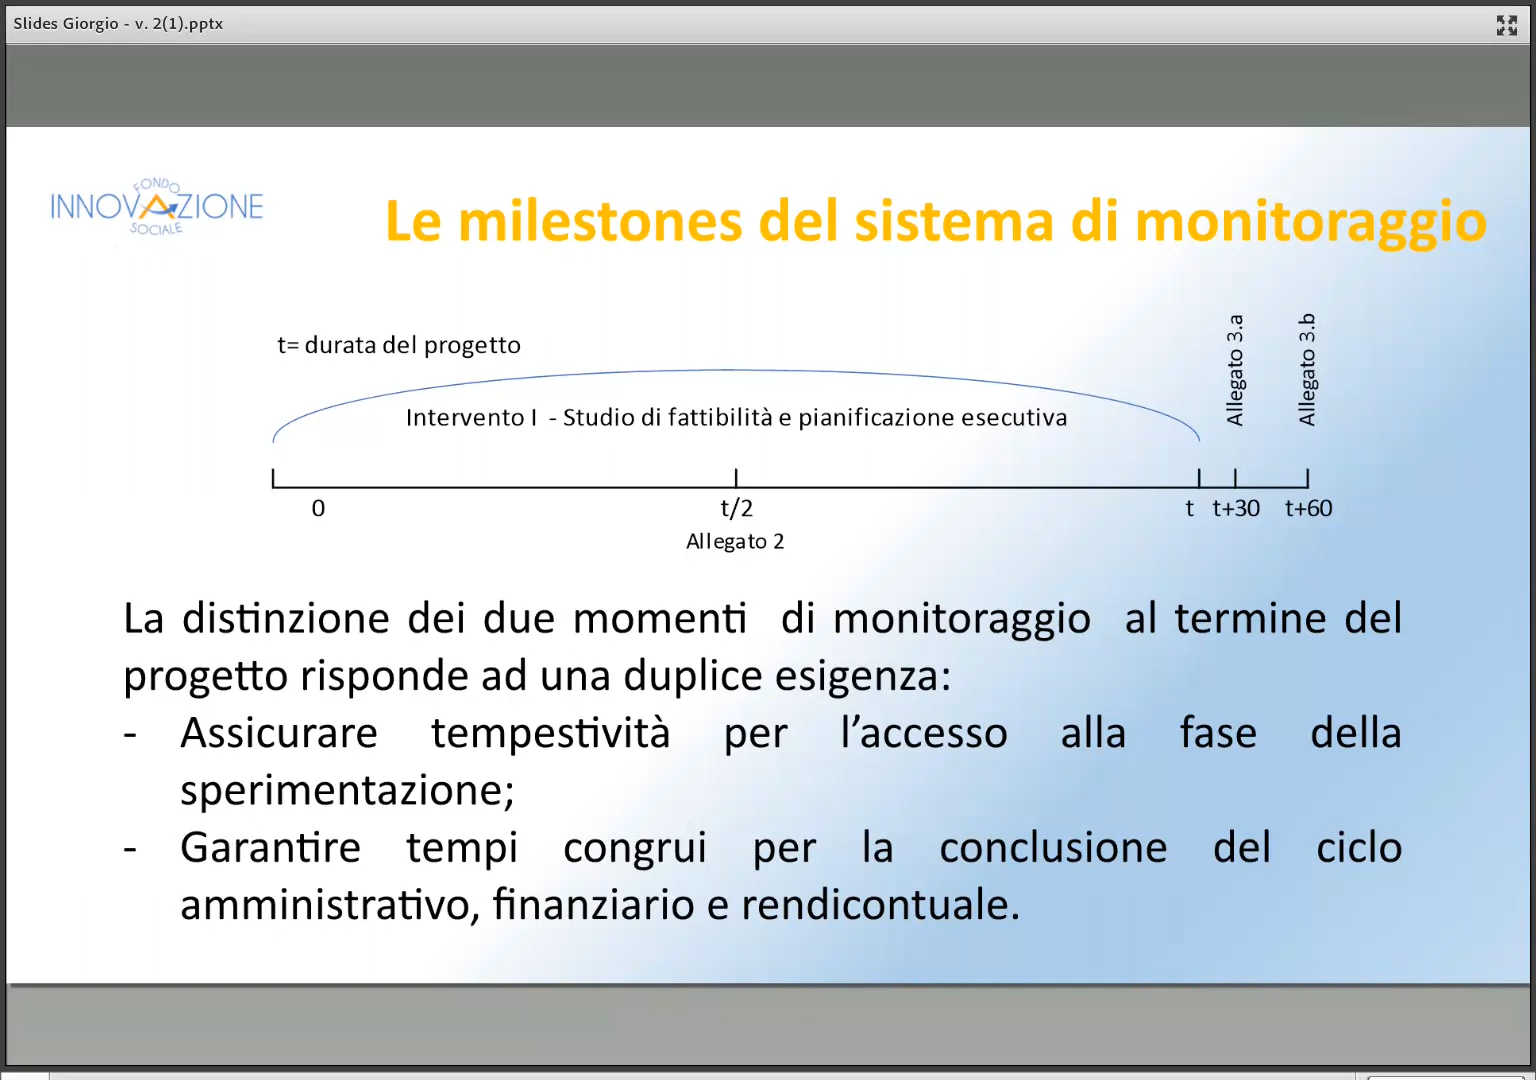 Slides Giorgio - v. 2(1).pptx
FONDO
INNOVAZIONE
SOCIALE
Le milestones del sistema di monitoraggio
t= durata del progetto
Allegato 3.a
Allegato 3.b
Intervento I - Studio di fattibilità e pianificazione esecutiva
0
t/2
t
t+30
t+60
Allegato 2
La distinzione dei due momenti di monitoraggio al termine del
progetto risponde ad una duplice esigenza:
- Assicurare tempestività per l’accesso alla fase della
sperimentazione;
- Garantire tempi congrui per la conclusione del ciclo
amministrativo, finanziario e rendicontuale.